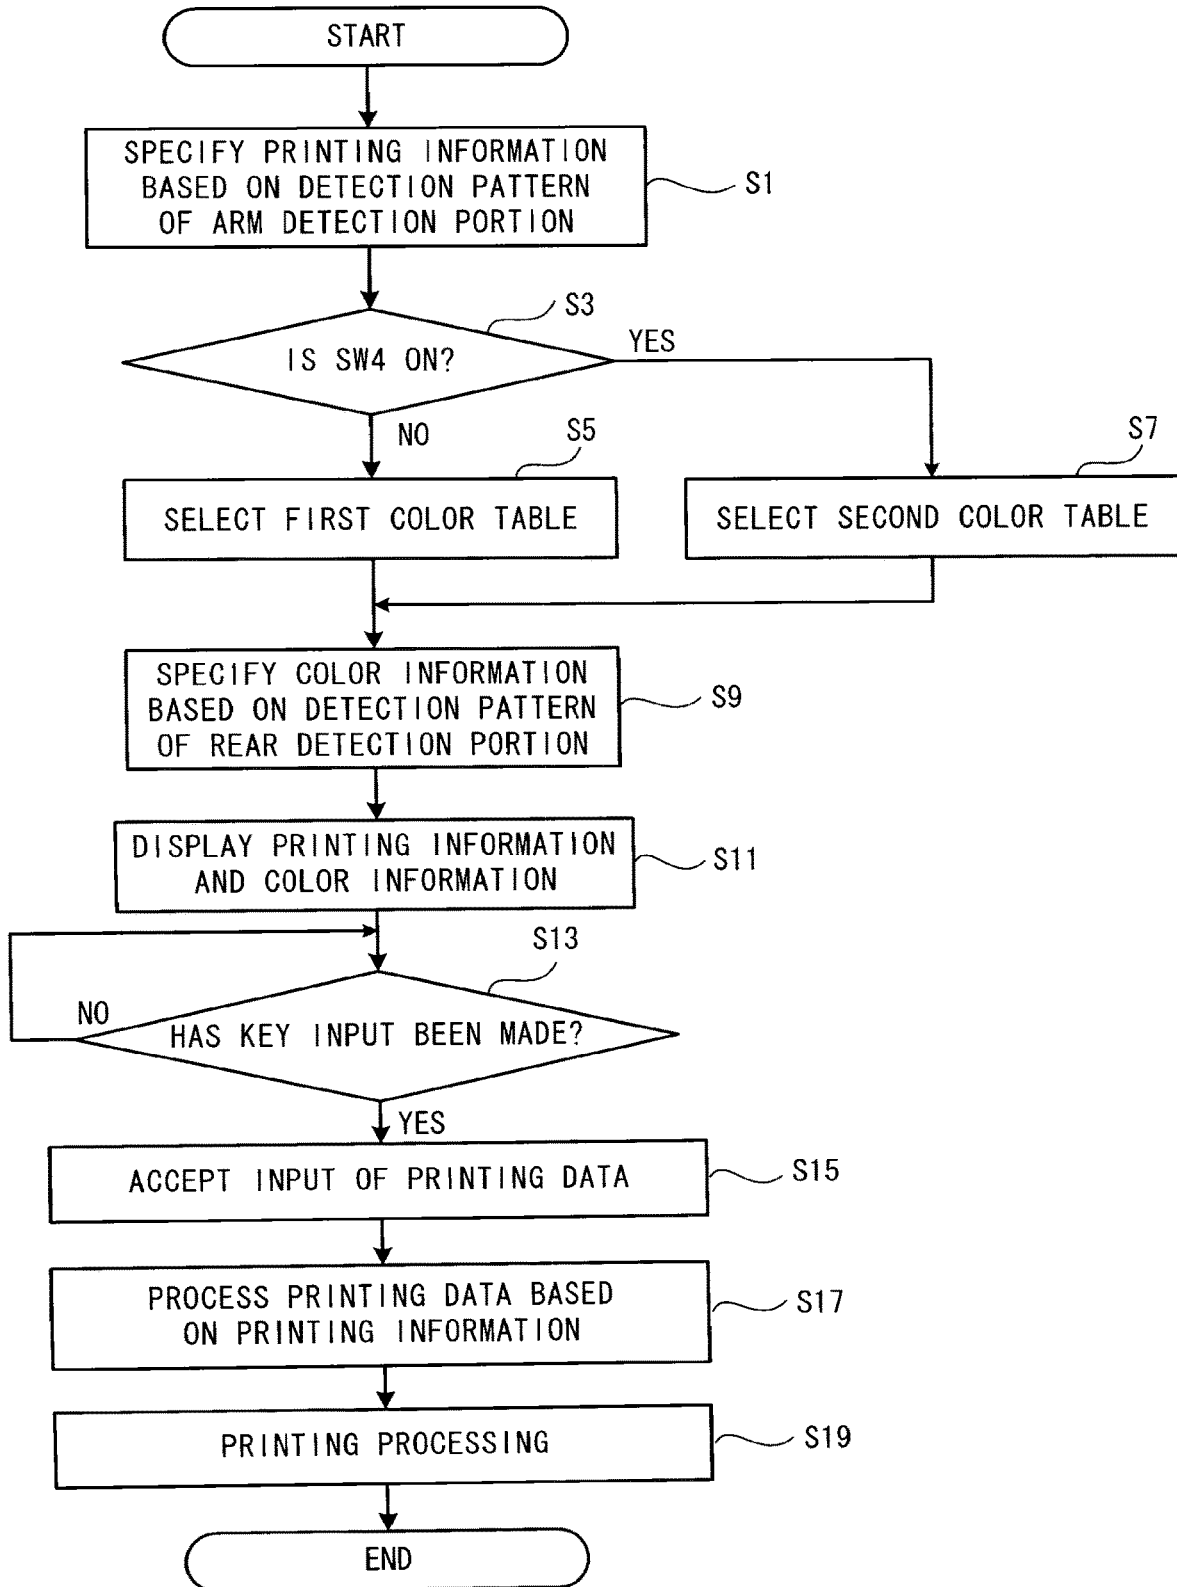 START
SPECIFY PRINTING INFORMATION
BASED ON DETECTION PATTERN
OF ARM DETECTION PORTION
S1
S3
IS SW4 ON?
YES
NO
S5
S7
SELECT FIRST COLOR TABLE
SELECT SECOND COLOR TABLE
SPECIFY COLOR INFORMATION
BASED ON DETECTION PATTERN
OF REAR DETECTION PORTION
S9
DISPLAY PRINTING INFORMATION
AND COLOR INFORMATION
S11
S13
NO
HAS KEY INPUT BEEN MADE?
YES
ACCEPT INPUT OF PRINTING DATA
S15
PROCESS PRINTING DATA BASED
ON PRINTING INFORMATION
S17
PRINTING PROCESSING
S19
END